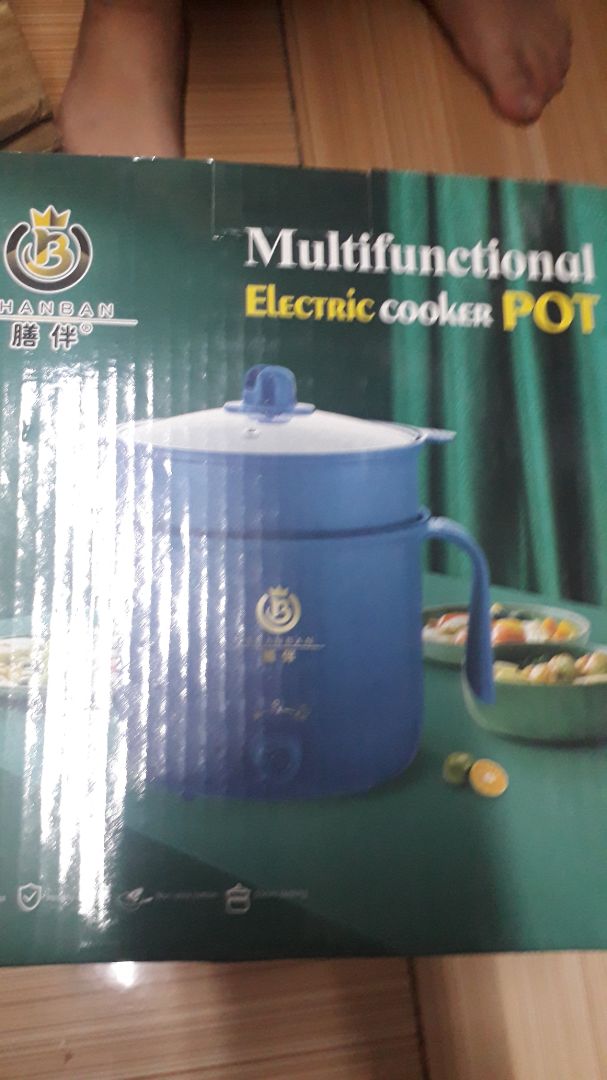 HANBAN
膳伴®
Multifunctional
ELECTRIC COOKER POT
膳伴